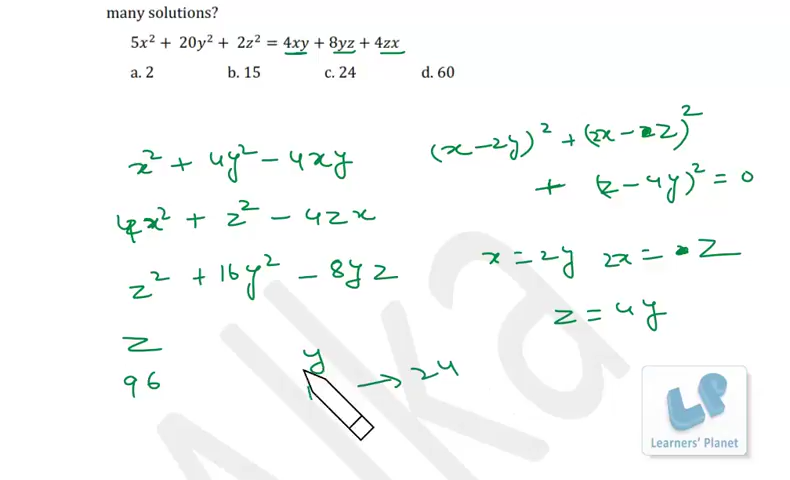 many solutions?
5x² + 20y² + 2z² = 4xy + 8yz + 4zx
a. 2 b. 15 c. 24 d. 60
x² + 4y² - 4xy
(x-2y)² + (2x - z)²
4x² + z² - 4zx
+ (z - 4y)² = 0
z² + 16y² - 8yz
x = 2y 2x = z
z = 4y
z y
96 1 → 24
LP
Learners' Planet
Alka